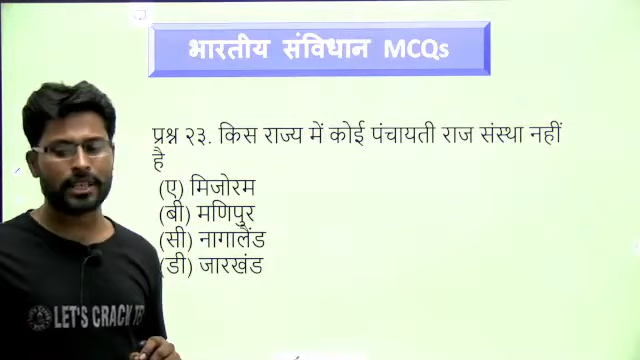 भारतीय संविधान MCQs
प्रश्न २३. किस राज्य में कोई पंचायती राज संस्था नहीं
है
(ए) मिजोरम
(बी) मणिपुर
(सी) नागालैंड
(डी) जारखंड
LET'S CRACK